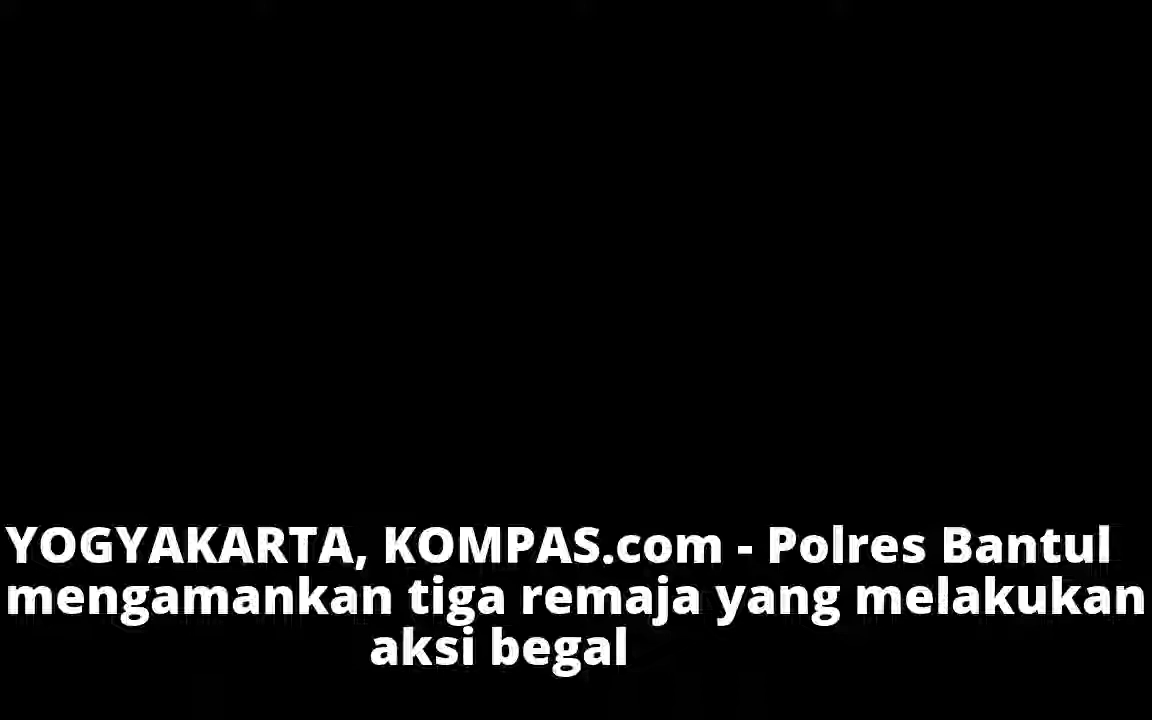 YOGYAKARTA, KOMPAS.com - Polres Bantul
mengamankan tiga remaja yang melakukan
aksi begal